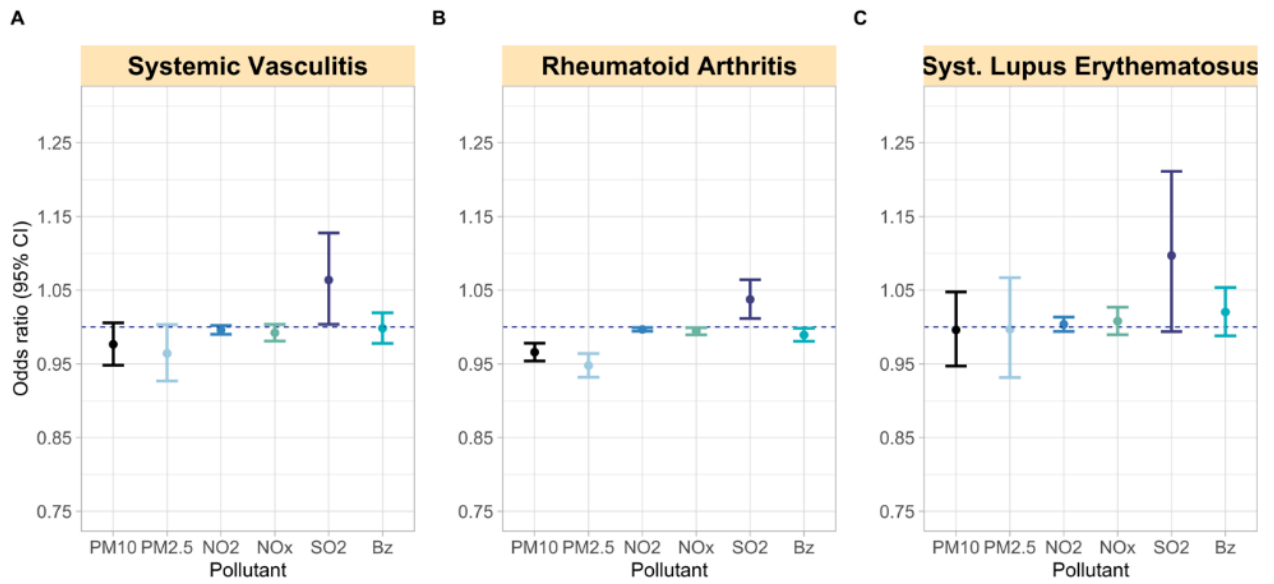 A
B
C
Systemic Vasculitis
Rheumatoid Arthritis
Syst. Lupus Erythematosus
Odds ratio (95% CI)
1.25
1.15
1.05
0.95
0.85
0.75
PM10 PM2.5 NO2 NOx SO2 Bz
Pollutant
1.25
1.15
1.05
0.95
0.85
0.75
PM10 PM2.5 NO2 NOx SO2 Bz
Pollutant
1.25
1.15
1.05
0.95
0.85
0.75
PM10 PM2.5 NO2 NOx SO2 Bz
Pollutant